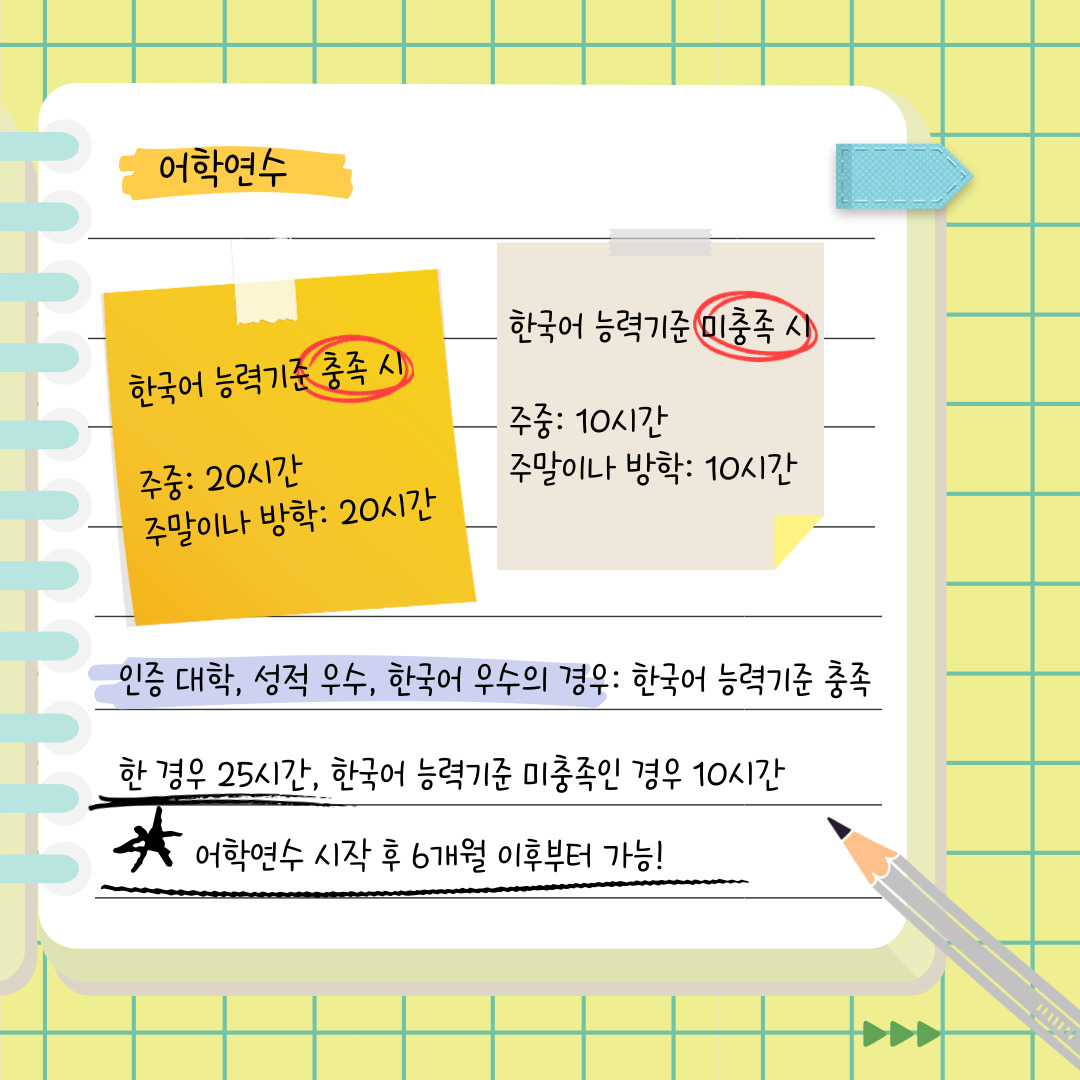 어학연수
한국어 능력기준 충족 시
주중: 20시간
주말이나 방학: 20시간
한국어 능력기준 미충족 시
주중: 10시간
주말이나 방학: 10시간
인증 대학, 성적 우수, 한국어 우수의 경우: 한국어 능력기준 충족
한 경우 25시간, 한국어 능력기준 미충족인 경우 10시간
어학연수 시작 후 6개월 이후부터 가능!